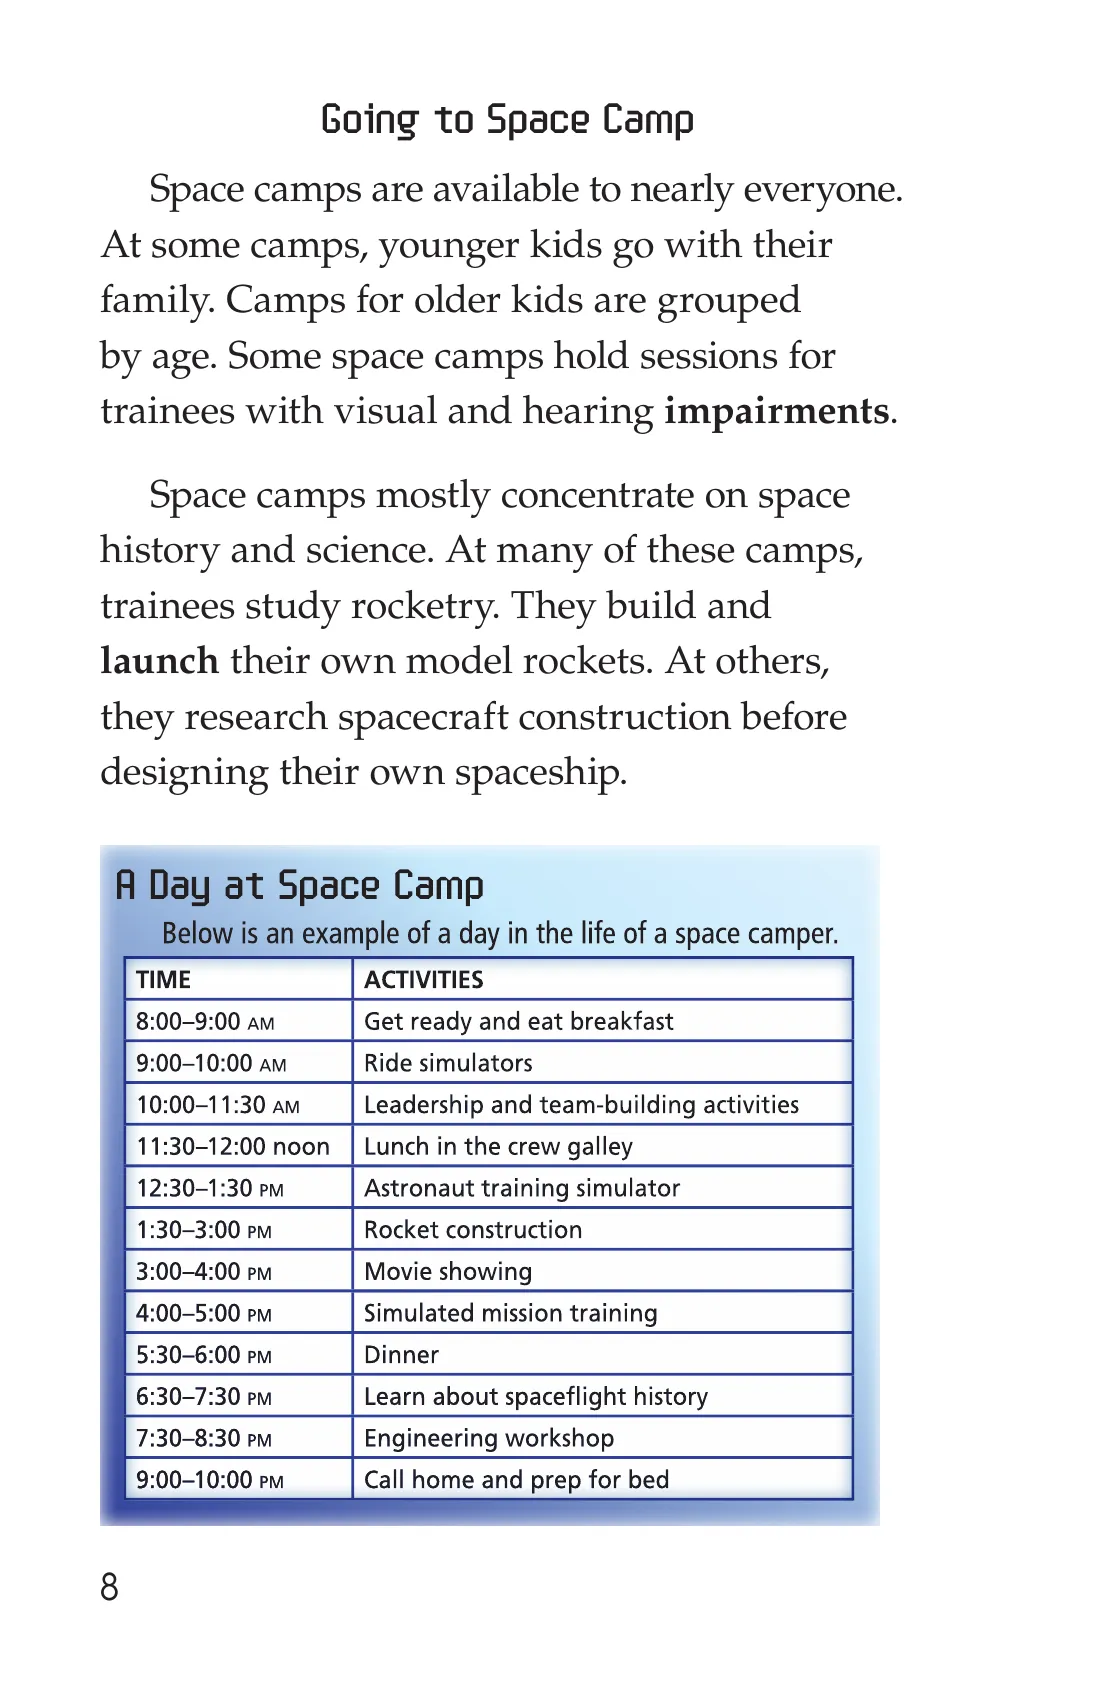 Going to Space Camp
Space camps are available to nearly everyone.
At some camps, younger kids go with their
family. Camps for older kids are grouped
by age. Some space camps hold sessions for
trainees with visual and hearing impairments.
Space camps mostly concentrate on space
history and science. At many of these camps,
trainees study rocketry. They build and
launch their own model rockets. At others,
they research spacecraft construction before
designing their own spaceship.
A Day at Space Camp
Below is an example of a day in the life of a space camper.
TIME ACTIVITIES
8:00–9:00 AM Get ready and eat breakfast
9:00–10:00 AM Ride simulators
10:00–11:30 AM Leadership and team-building activities
11:30–12:00 noon Lunch in the crew galley
12:30–1:30 PM Astronaut training simulator
1:30–3:00 PM Rocket construction
3:00–4:00 PM Movie showing
4:00–5:00 PM Simulated mission training
5:30–6:00 PM Dinner
6:30–7:30 PM Learn about spaceflight history
7:30–8:30 PM Engineering workshop
9:00–10:00 PM Call home and prep for bed
8